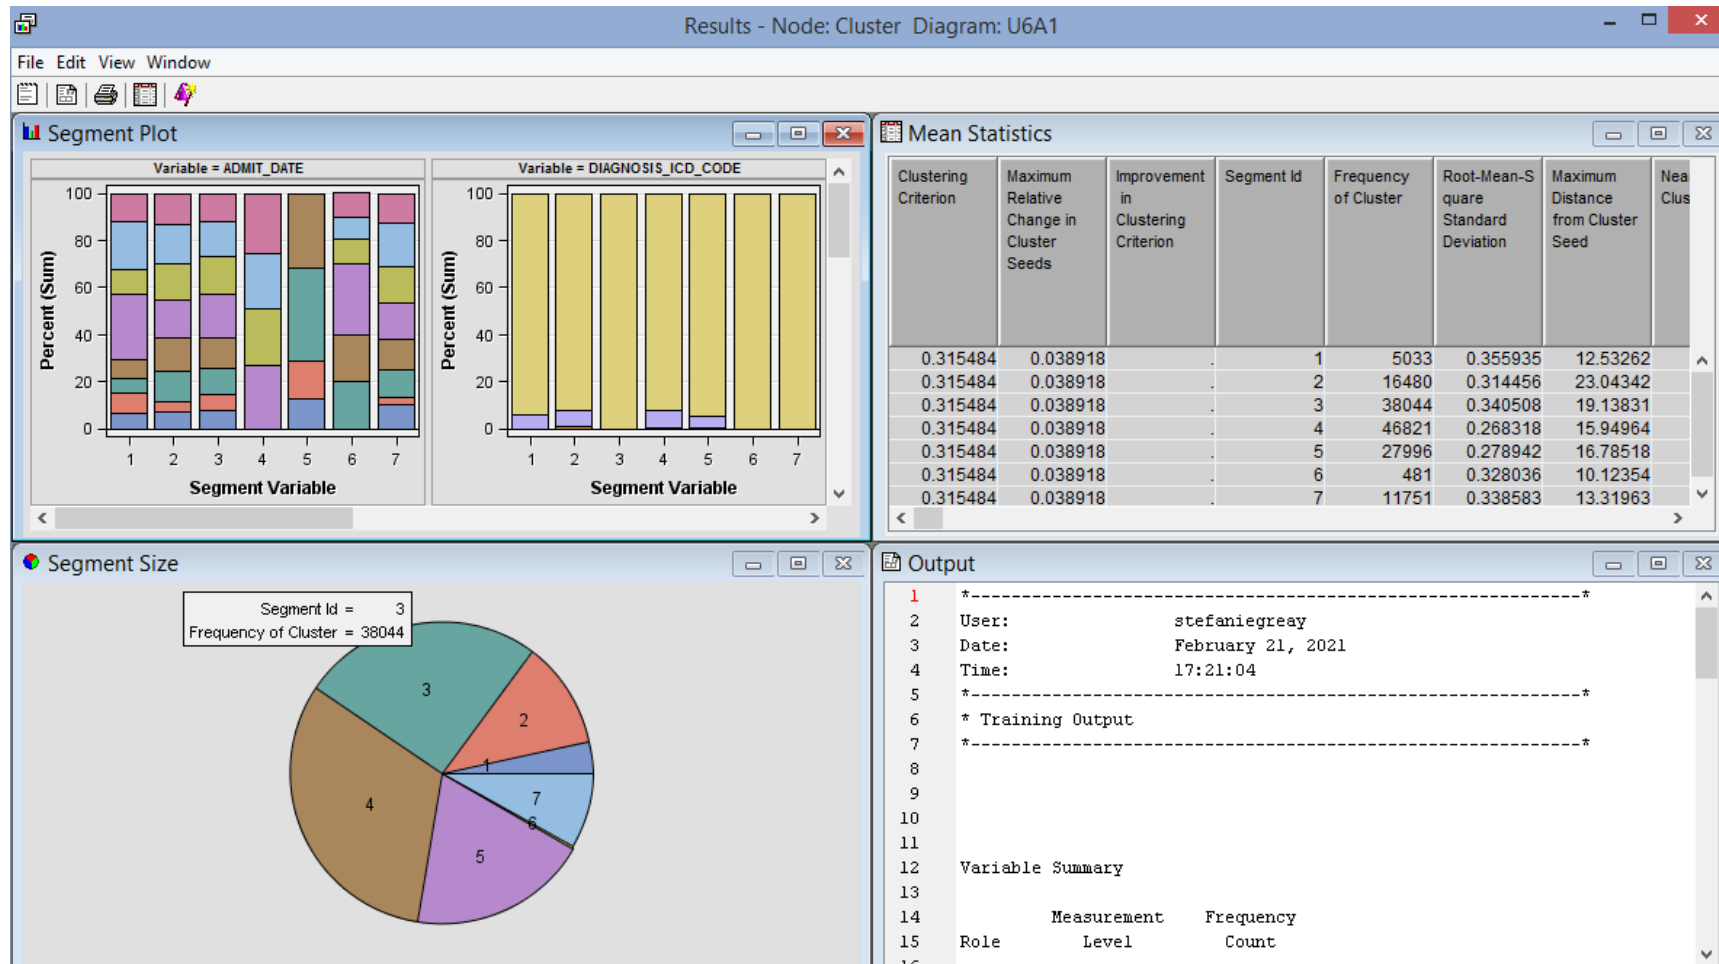 Results - Node: Cluster Diagram: U6A1
File Edit View Window
Segment Plot
Variable = ADMIT_DATE
100
80
60
40
20
0
Percent (Sum)
1 2 3 4 5 6 7
Segment Variable
Variable = DIAGNOSIS_ICD_CODE
100
80
60
40
20
0
Percent (Sum)
1 2 3 4 5 6 7
Segment Variable
Mean Statistics
Clustering Criterion
Maximum Relative Change in Cluster Seeds
Improvement in Clustering Criterion
Segment Id
Frequency of Cluster
Root-Mean-S quare Standard Deviation
Maximum Distance from Cluster Seed
Nea Clus
0.315484 0.038918 . 1 5033 0.355935 12.53262
0.315484 0.038918 . 2 16480 0.314456 23.04342
0.315484 0.038918 . 3 38044 0.340508 19.13831
0.315484 0.038918 . 4 46821 0.268318 15.94964
0.315484 0.038918 . 5 27996 0.278942 16.78518
0.315484 0.038918 . 6 481 0.328036 10.12354
0.315484 0.038918 . 7 11751 0.338583 13.31963
Segment Size
Segment Id = 3
Frequency of Cluster = 38044
3
2
1
4
7
6
5
Output
1 *------------------------------------------------------------*
2 User: stefaniegreay
3 Date: February 21, 2021
4 Time: 17:21:04
5 *------------------------------------------------------------*
6 * Training Output
7 *------------------------------------------------------------*
8
9
10
11
12 Variable Summary
13
14 Measurement Frequency
15 Role Level Count